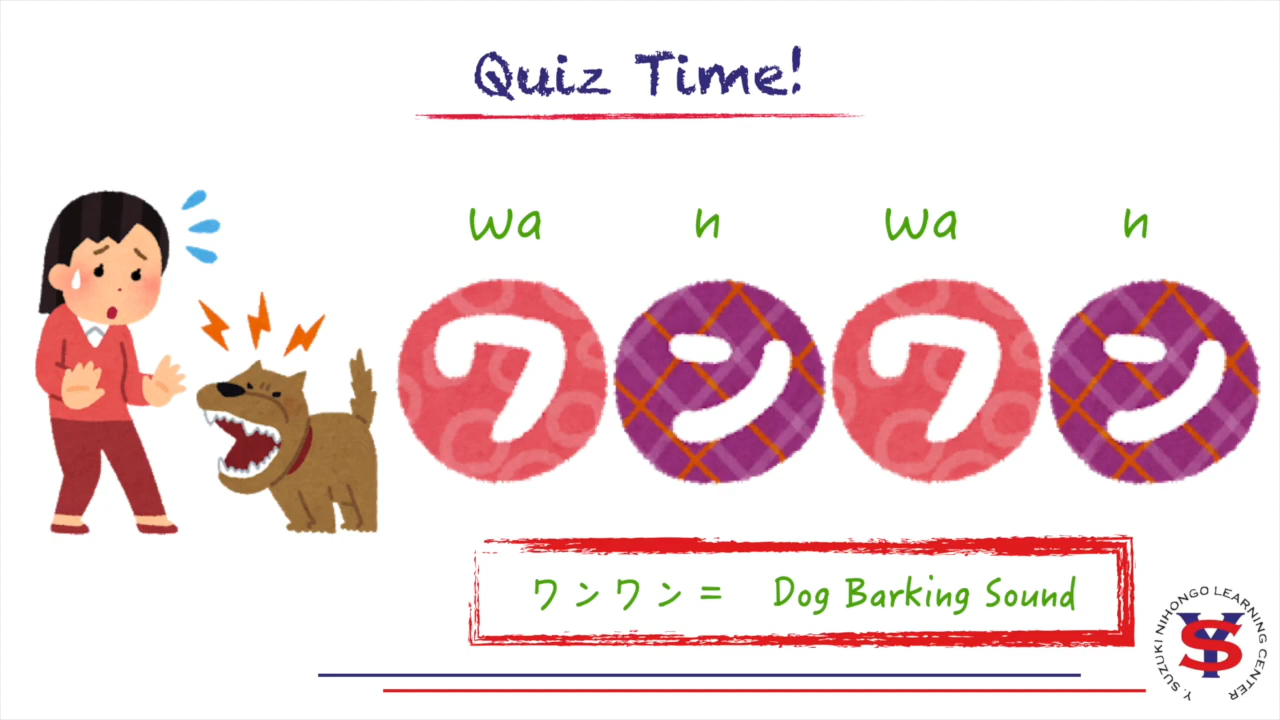 Quiz Time!
wa n wa n
ワンワン
ワンワン = Dog Barking Sound
Y. SUZUKI NIHONGO LEARNING CENTER
YS